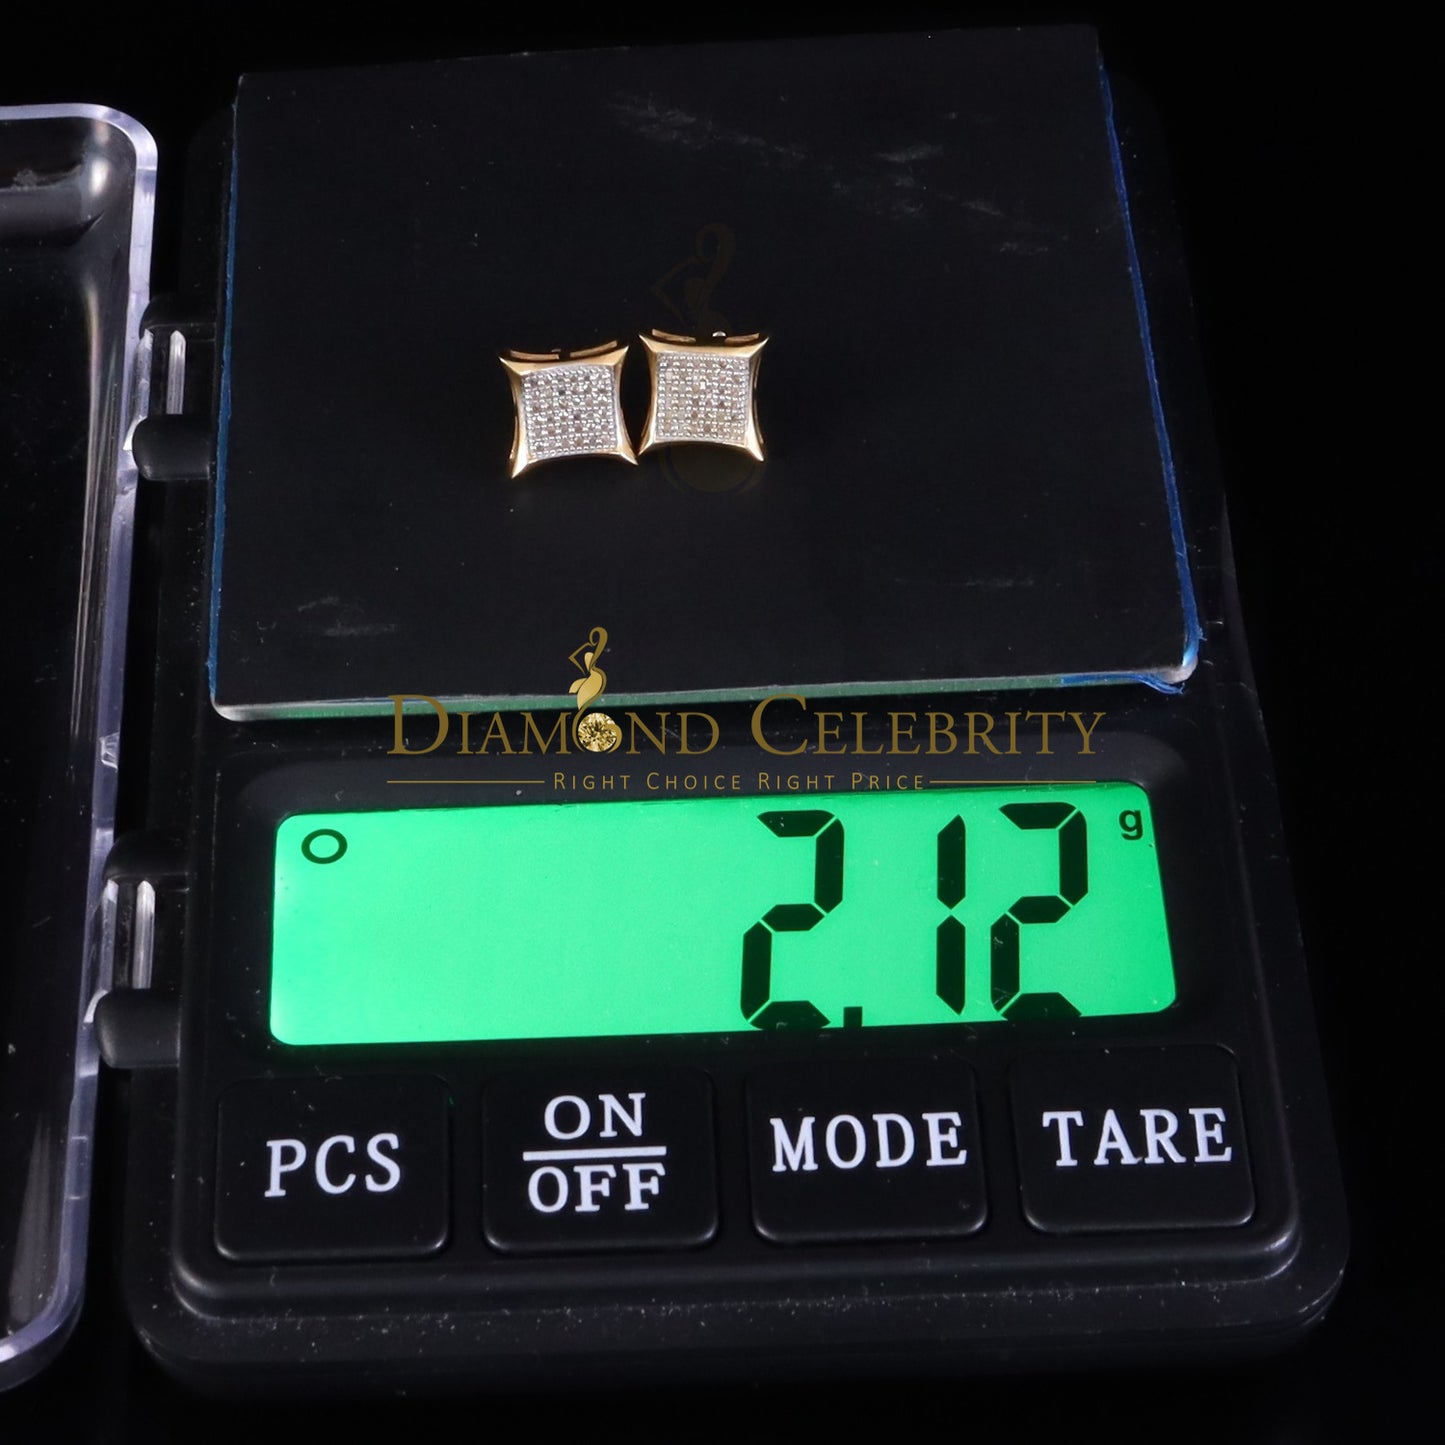 DIAMOND CELEBRITY
RIGHT CHOICE RIGHT PRICE
O 2.12 g
PCS ON/OFF MODE TARE